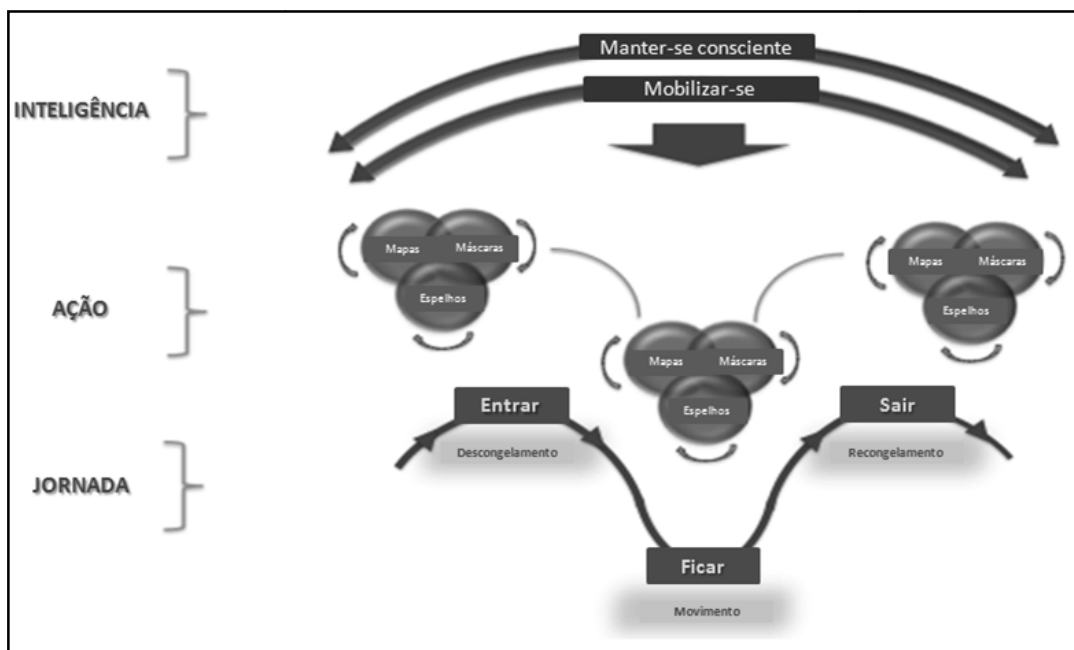 Manter-se consciente
Mobilizar-se
INTELIGÊNCIA
Mapas
Máscaras
Espelhos
Mapas
Máscaras
Espelhos
AÇÃO
Mapas
Máscaras
Espelhos
Entrar
Descongelamento
Sair
Recongelamento
JORNADA
Ficar
Movimento